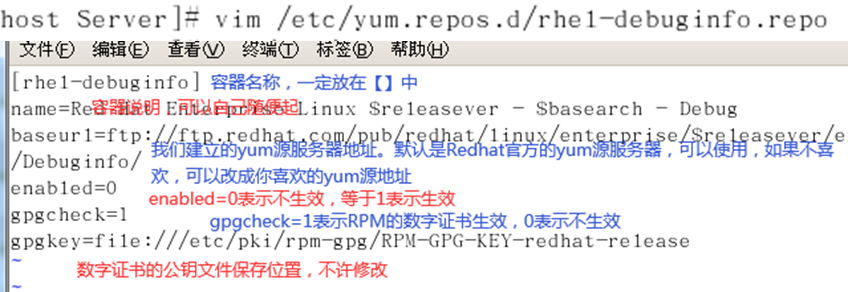 host Server]# vim /etc/yum.repos.d/rhel-debuginfo.repo
文件(F) 编辑(E) 查看(V) 终端(T) 标签(B) 帮助(H)
[rhel-debuginfo] 容器名称，一定放在【】中
name=Red Hat Enterprise Linux $releasever - $basearch - Debug
容器说明，可以自己随便起
baseurl=ftp://ftp.redhat.com/pub/redhat/linux/enterprise/$releasever/e
/Debuginfo/
我们建立的yum源服务器地址。默认是Redhat官方的yum源服务器，可以使用，如果不喜
欢，可以改成你喜欢的yum源地址
enabled=0
enabled=0表示不生效，等于1表示生效
gpgcheck=1
gpgcheck=1表示RPM的数字证书生效，0表示不生效
gpgkey=file:///etc/pki/rpm-gpg/RPM-GPG-KEY-redhat-release
~
数字证书的公钥文件保存位置，不许修改
~